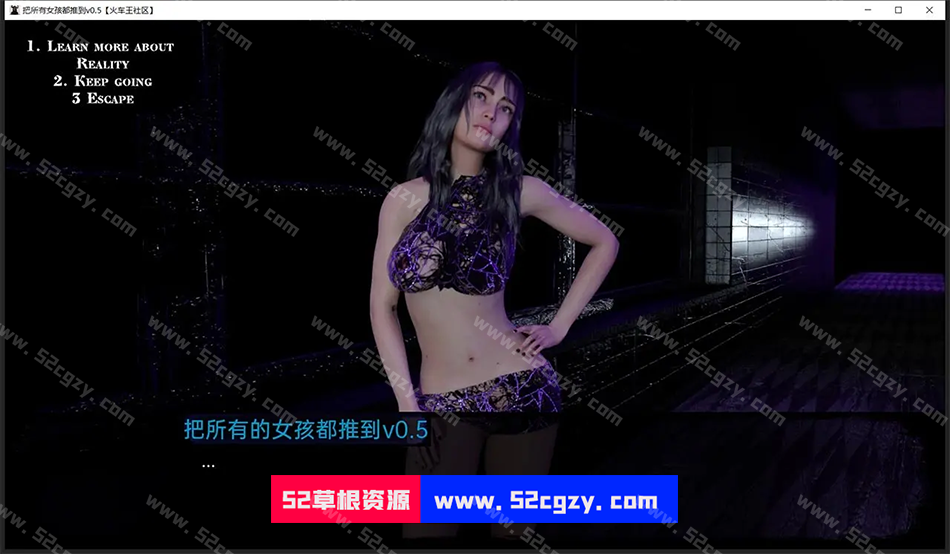 把所有女孩都推到v0.5【火车王社区】
1. Learn more about
Reality
2. Keep going
3 Escape
把所有的女孩都推到v0.5
...
52草根资源 www.52cgzy.com
www.52cgzy.com